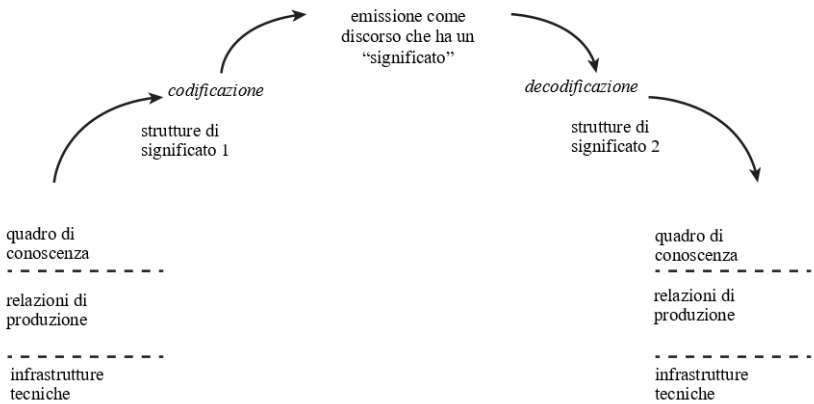 emissione come
discorso che ha un
“significato”
codificazione
decodificazione
strutture di
significato 1
strutture di
significato 2
quadro di
conoscenza
relazioni di
produzione
infrastrutture
tecniche
quadro di
conoscenza
relazioni di
produzione
infrastrutture
tecniche